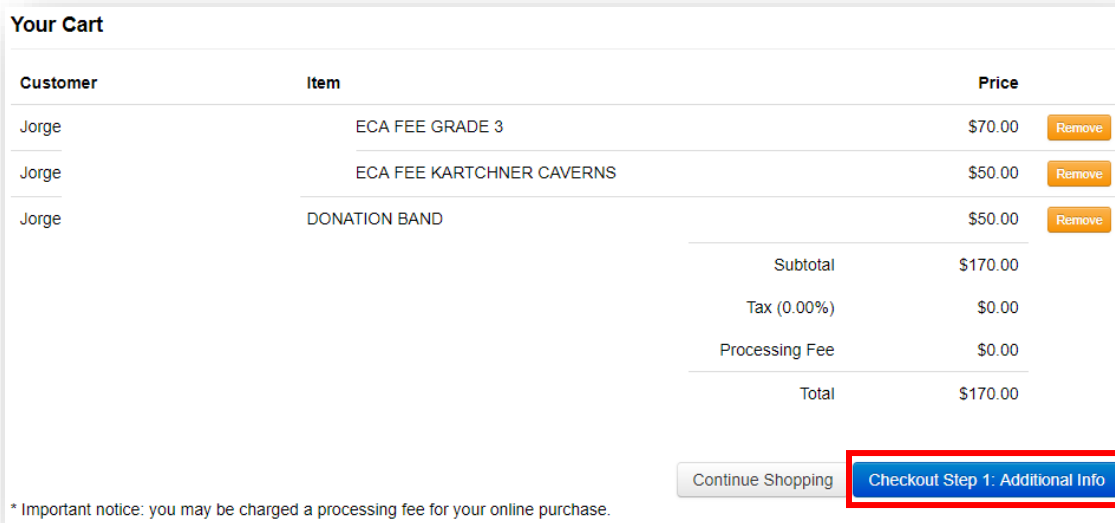 Your Cart
Customer Item Price
Jorge ECA FEE GRADE 3 $70.00 Remove
Jorge ECA FEE KARTCHNER CAVERNS $50.00 Remove
Jorge DONATION BAND $50.00 Remove
Subtotal $170.00
Tax (0.00%) $0.00
Processing Fee $0.00
Total $170.00
Continue Shopping Checkout Step 1: Additional Info
* Important notice: you may be charged a processing fee for your online purchase.